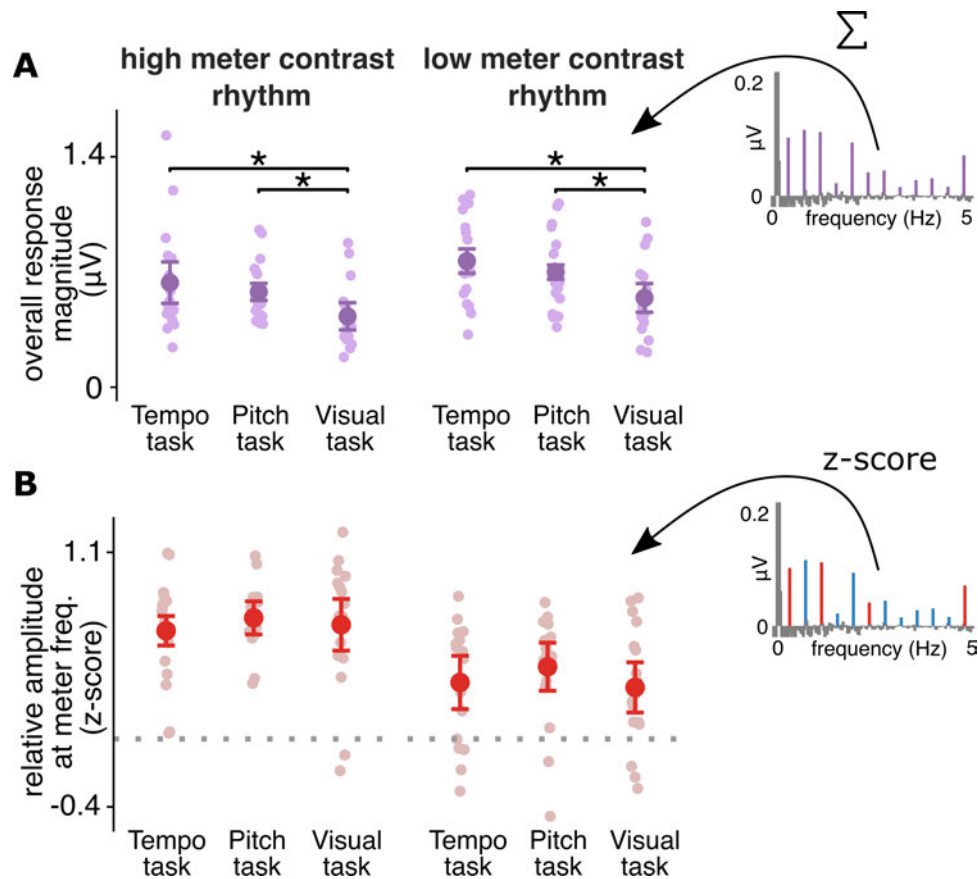 A
high meter contrast
rhythm
low meter contrast
rhythm
Σ
overall response
magnitude
(μV)
1.4
0
*
*
*
*
Tempo
task
Pitch
task
Visual
task
Tempo
task
Pitch
task
Visual
task
0.2
μV
0
0
frequency (Hz)
5
B
z-score
relative amplitude
at meter freq.
(z-score)
1.1
-0.4
Tempo
task
Pitch
task
Visual
task
Tempo
task
Pitch
task
Visual
task
0.2
μV
0
0
frequency (Hz)
5